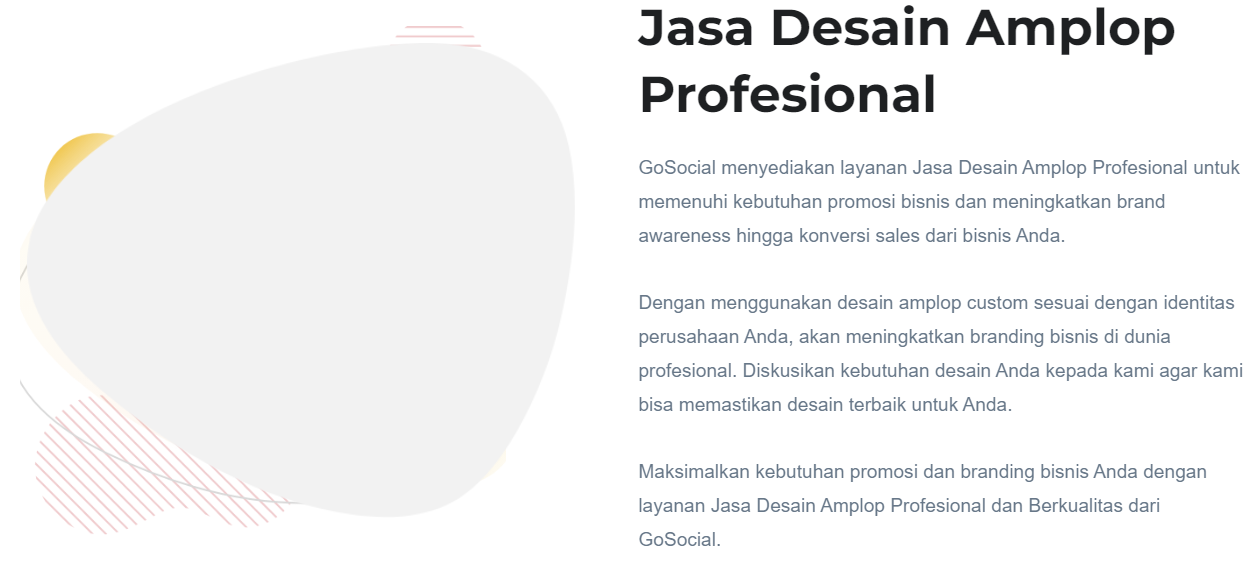 Jasa Desain Amplop
Profesional
GoSocial menyediakan layanan Jasa Desain Amplop Profesional untuk
memenuhi kebutuhan promosi bisnis dan meningkatkan brand
awareness hingga konversi sales dari bisnis Anda.
Dengan menggunakan desain amplop custom sesuai dengan identitas
perusahaan Anda, akan meningkatkan branding bisnis di dunia
profesional. Diskusikan kebutuhan desain Anda kepada kami agar kami
bisa memastikan desain terbaik untuk Anda.
Maksimalkan kebutuhan promosi dan branding bisnis Anda dengan
layanan Jasa Desain Amplop Profesional dan Berkualitas dari
GoSocial.